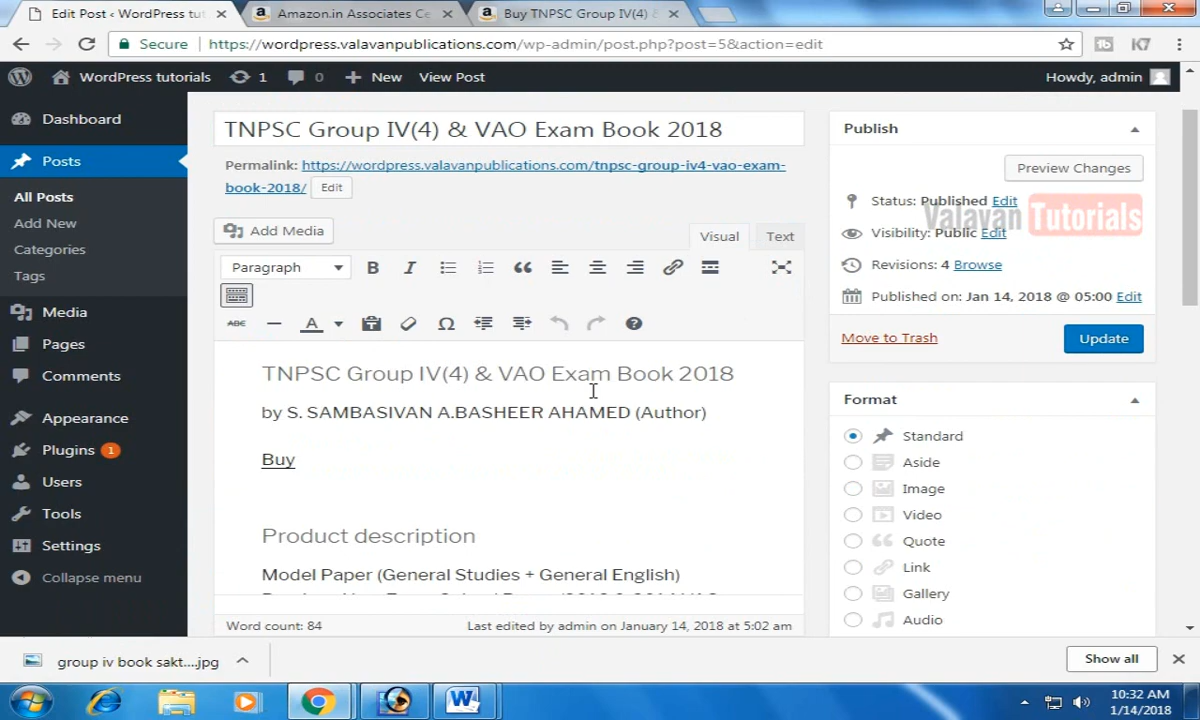 Edit Post ‹ WordPress tut
Amazon.in Associates Ce
Buy TNPSC Group IV(4) &
Secure
https://wordpress.valavanpublications.com/wp-admin/post.php?post=5&action=edit
WordPress tutorials
1
0
New
View Post
Howdy, admin
Dashboard
Posts
All Posts
Add New
Categories
Tags
Media
Pages
Comments
Appearance
Plugins 1
Users
Tools
Settings
Collapse menu
TNPSC Group IV(4) & VAO Exam Book 2018
Permalink: https://wordpress.valavanpublications.com/tnpsc-group-iv4-vao-exam-
book-2018/ Edit
Add Media
Visual
Text
Paragraph
B
I
ABC
A
Ω
TNPSC Group IV(4) & VAO Exam Book 2018
by S. SAMBASIVAN A.BASHEER AHAMED (Author)
Buy
Product description
Model Paper (General Studies + General English)
Word count: 84
Last edited by admin on January 14, 2018 at 5:02 am
Publish
Preview Changes
Status: Published Edit
Valavan Tutorials
Visibility: Public Edit
Revisions: 4 Browse
Published on: Jan 14, 2018 @ 05:00 Edit
Move to Trash
Update
Format
Standard
Aside
Image
Video
Quote
Link
Gallery
Audio
group iv book sakt....jpg
Show all
10:32 AM
1/14/2018